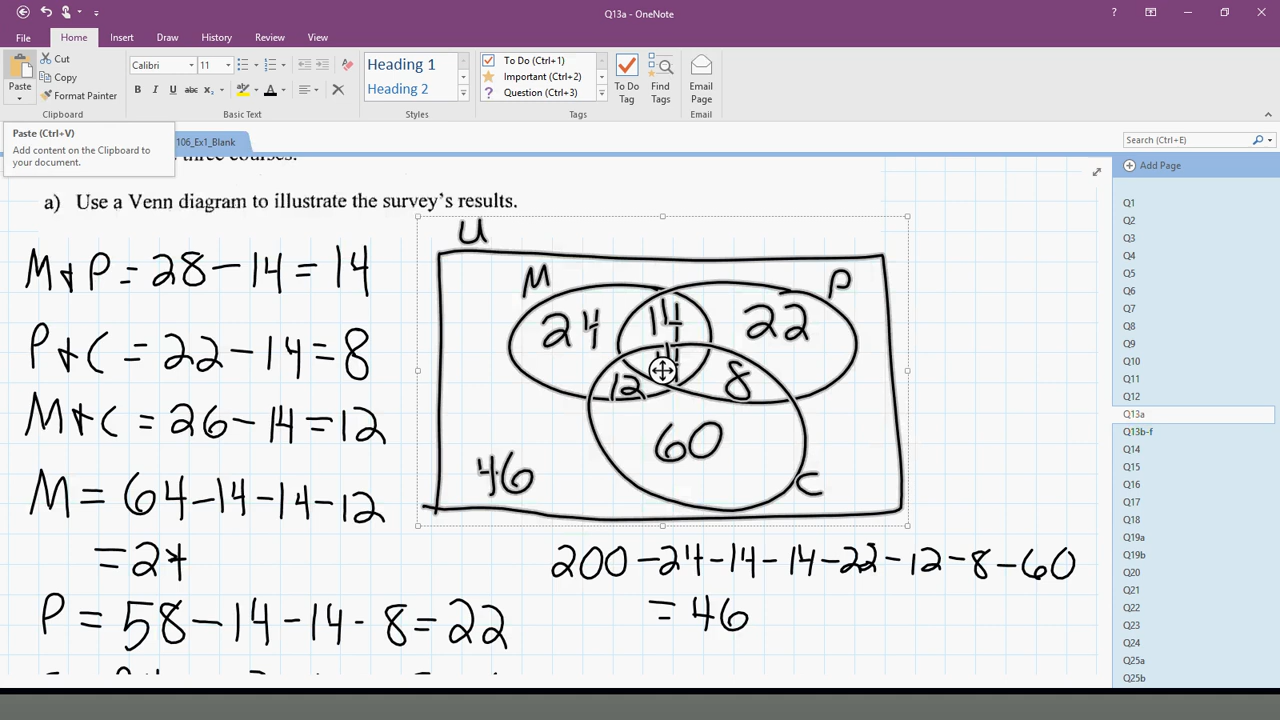 Q13a - OneNote
File Home Insert Draw History Review View
Paste
Cut
Copy
Format Painter
Clipboard
Calibri 11
B I U abc x₂ A
Basic Text
Heading 1
Heading 2
Styles
To Do (Ctrl+1)
Important (Ctrl+2)
Question (Ctrl+3)
Tags
To Do Tag
Find Tags
Email Page
Email
Paste (Ctrl+V)
Add content on the Clipboard to your document.
106_Ex1_Blank
Search (Ctrl+E)
three courses.
a) Use a Venn diagram to illustrate the survey's results.
M+P = 28-14 = 14
P+C = 22-14 = 8
M+C = 26-14 = 12
M = 64-14-14-12
= 24
P = 58-14-14-8 = 22
U
M
P
24
14
22
12
8
60
46
C
200-24-14-14-22-12-8-60
= 46
Add Page
Q1
Q2
Q3
Q4
Q5
Q6
Q7
Q8
Q9
Q10
Q11
Q12
Q13a
Q13b-f
Q14
Q15
Q16
Q17
Q18
Q19a
Q19b
Q20
Q21
Q22
Q23
Q24
Q25a
Q25b